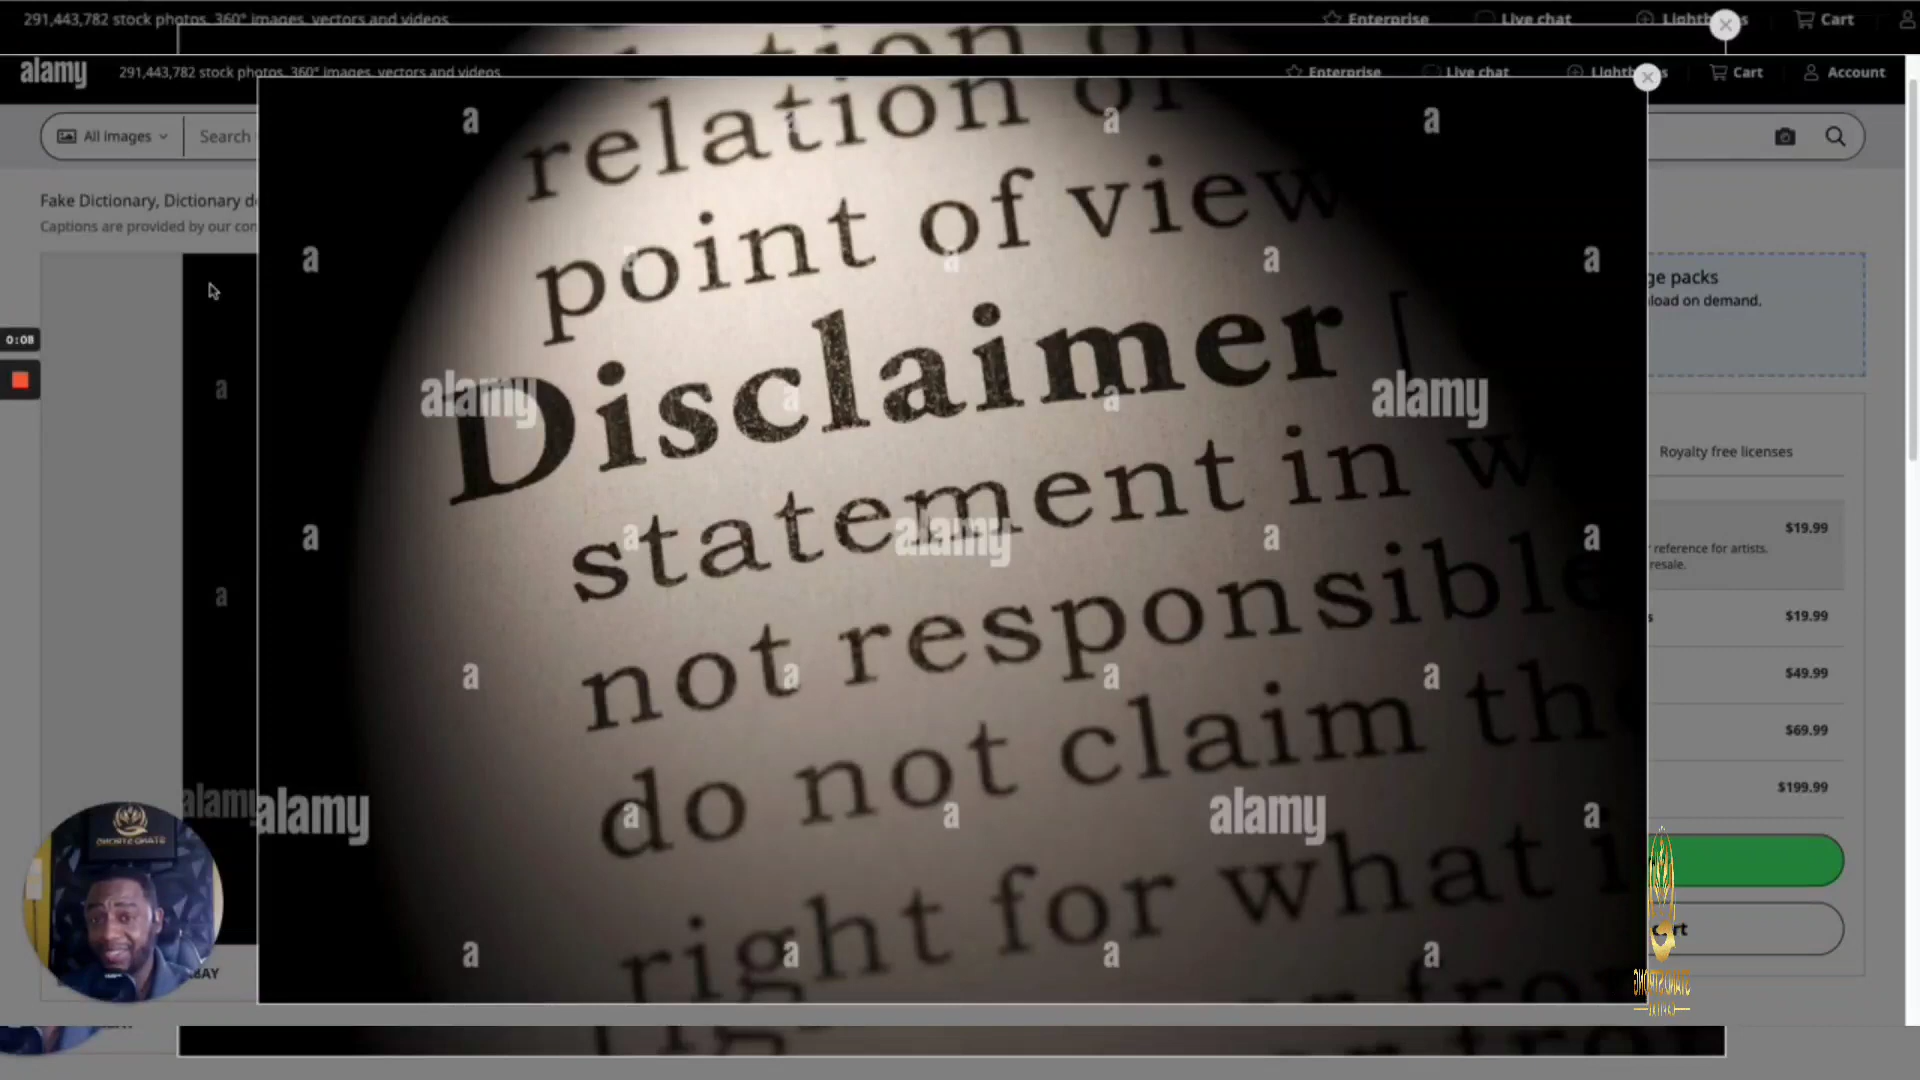 291,443,782 stock photos, 360° images, vectors and videos
Enterprise
Live chat
Cart
alamy
291,443,782 stock photos, 360° images, vectors and videos
Enterprise
Live chat
Cart
Account
All images
Search
Fake Dictionary, Dictionary d
Captions are provided by our con
relation of
point of view
Disclaimer [
statement in w
not responsible
do not claim the
right for what i
alamy
alamy
alamy
alamy
alamy
alamy
0:08
ge packs
load on demand.
Royalty free licenses
$19.99
reference for artists.
resale.
$19.99
$49.99
$69.99
$199.99
STAND STRONG
STAND STRONG